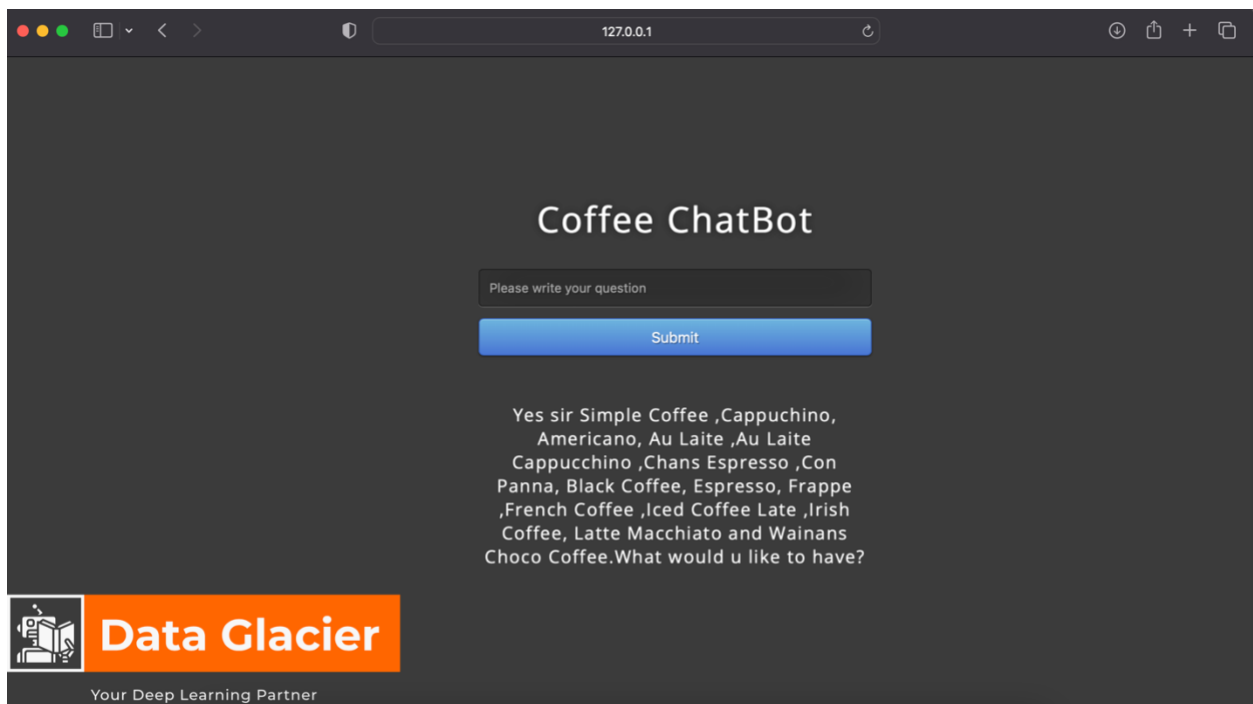 127.0.0.1
Coffee ChatBot
Please write your question
Submit
Yes sir Simple Coffee ,Cappuchino,
Americano, Au Laite ,Au Laite
Cappucchino ,Chans Espresso ,Con
Panna, Black Coffee, Espresso, Frappe
,French Coffee ,Iced Coffee Late ,Irish
Coffee, Latte Macchiato and Wainans
Choco Coffee.What would u like to have?
Data Glacier
Your Deep Learning Partner